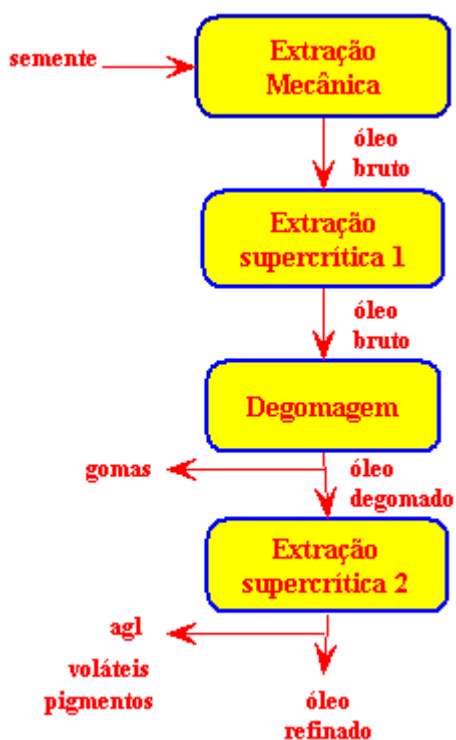 semente
Extração
Mecânica
óleo
bruto
Extração
supercrítica 1
óleo
bruto
Degomagem
gomas
óleo
degomado
Extração
supercrítica 2
agl
voláteis
pigmentos
óleo
refinado